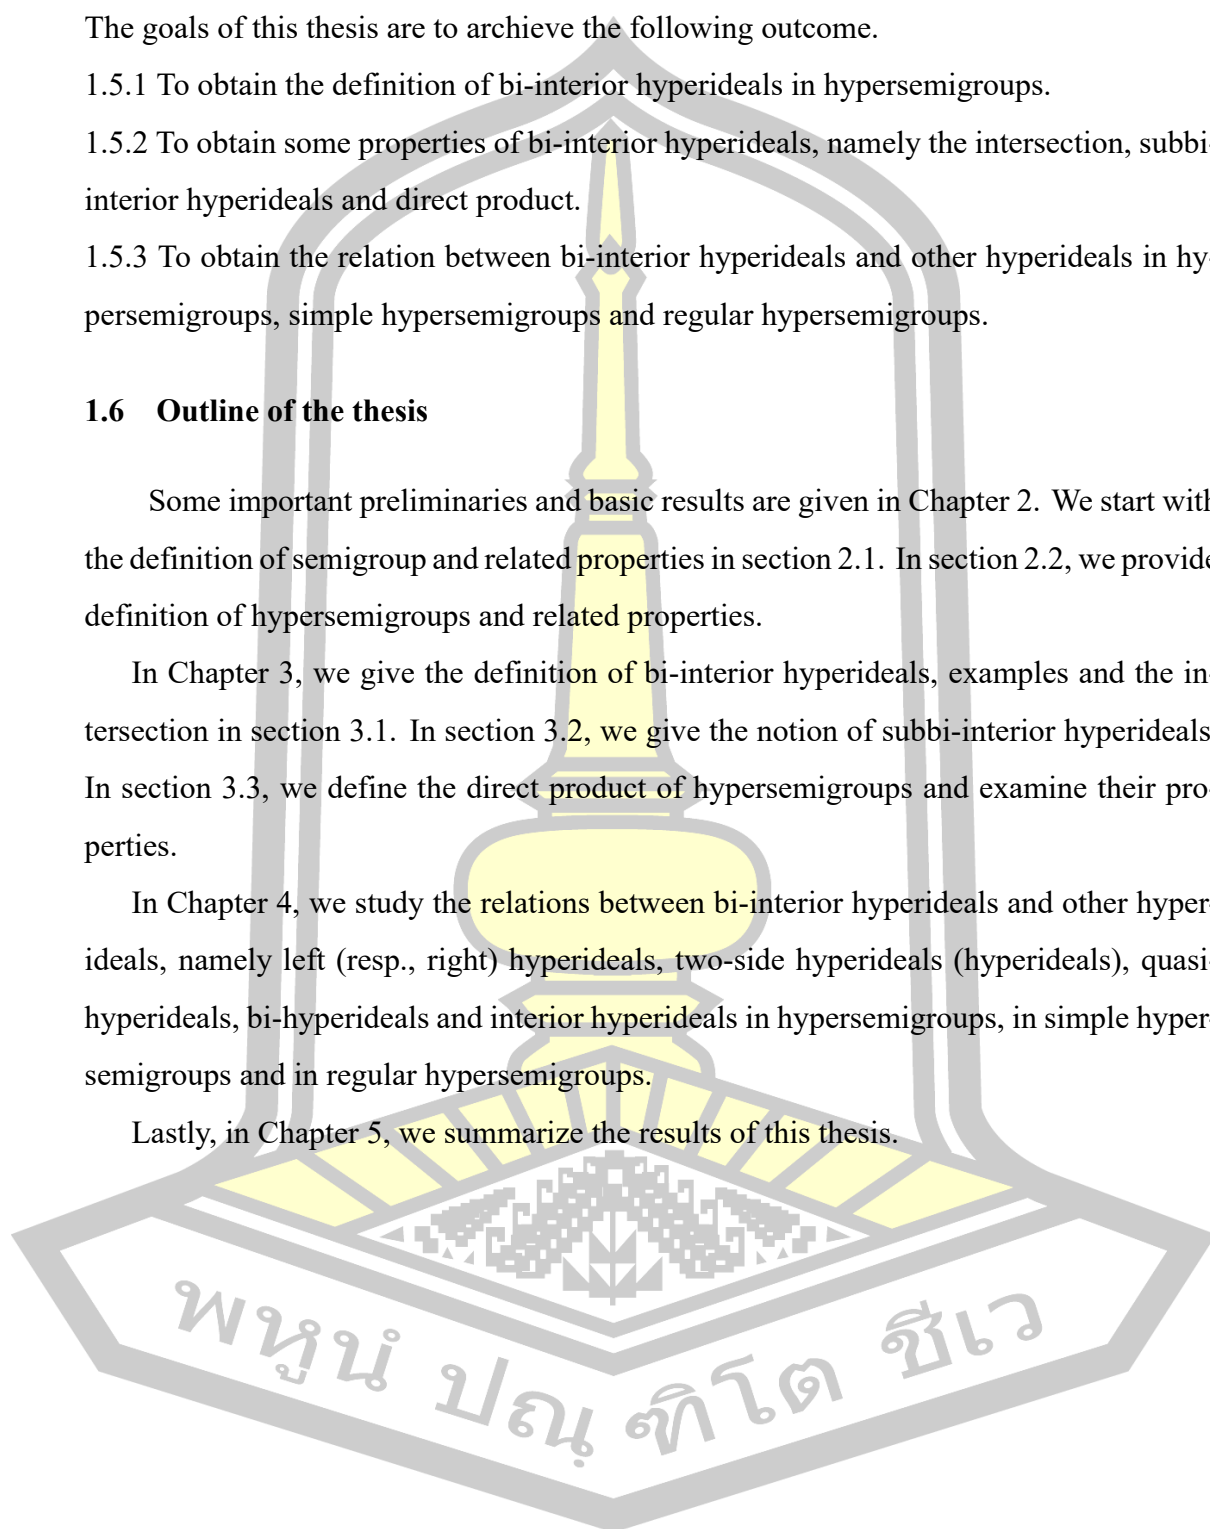 The goals of this thesis are to archieve the following outcome.
1.5.1 To obtain the definition of bi-interior hyperideals in hypersemigroups.
1.5.2 To obtain some properties of bi-interior hyperideals, namely the intersection, subbi-
interior hyperideals and direct product.
1.5.3 To obtain the relation between bi-interior hyperideals and other hyperideals in hy-
persemigroups, simple hypersemigroups and regular hypersemigroups.
1.6 Outline of the thesis
Some important preliminaries and basic results are given in Chapter 2. We start with
the definition of semigroup and related properties in section 2.1. In section 2.2, we provide
definition of hypersemigroups and related properties.
In Chapter 3, we give the definition of bi-interior hyperideals, examples and the in-
tersection in section 3.1. In section 3.2, we give the notion of subbi-interior hyperideals.
In section 3.3, we define the direct product of hypersemigroups and examine their pro-
perties.
In Chapter 4, we study the relations between bi-interior hyperideals and other hyper-
ideals, namely left (resp., right) hyperideals, two-side hyperideals (hyperideals), quasi-
hyperideals, bi-hyperideals and interior hyperideals in hypersemigroups, in simple hyper-
semigroups and in regular hypersemigroups.
Lastly, in Chapter 5, we summarize the results of this thesis.
พหูนํ ปณฺ ฑิโต ชีเว